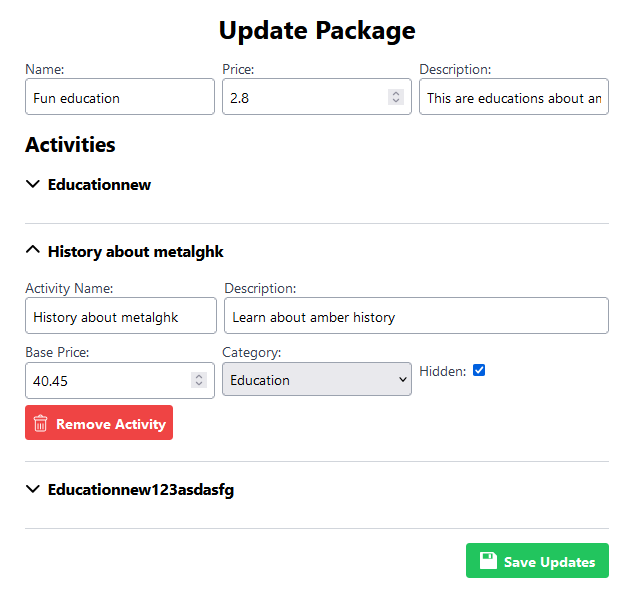 Update Package
Name: Price: Description:
Fun education 2.8 This are educations about an
Activities
Educationnew
History about metalghk
Activity Name: Description:
History about metalghk Learn about amber history
Base Price: Category:
Hidden:
40.45 Education
Remove Activity
Educationnew123asdasfg
Save Updates